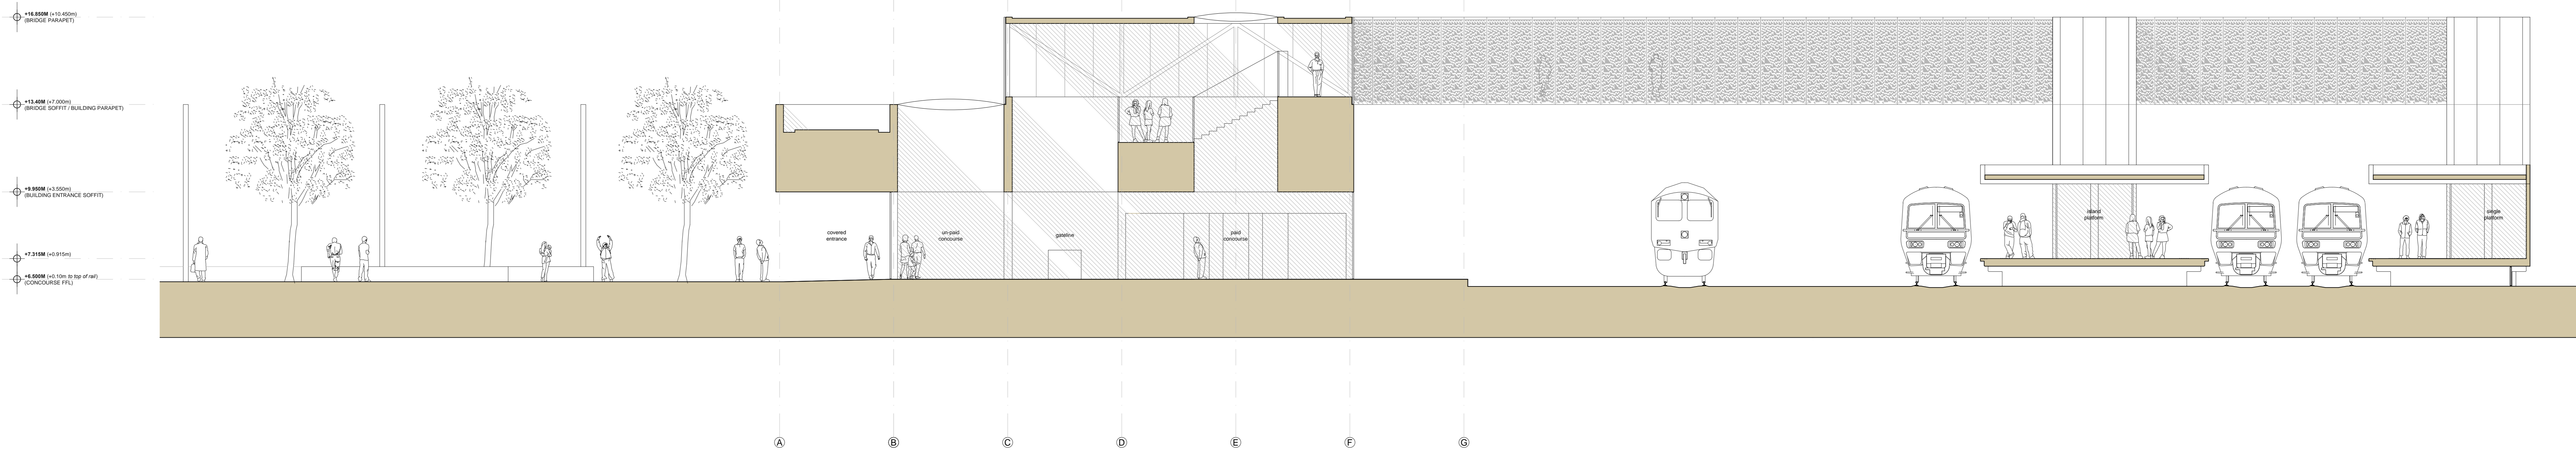 +16.850M (+10.450m)
(BRIDGE PARAPET)
+13.40M (+7.000m)
(BRIDGE SOFFIT / BUILDING PARAPET)
+9.950M (+3.550m)
(BUILDING ENTRANCE SOFFIT)
+7.315M (+0.915m)
+6.500M (+0.10m to top of rail)
(CONCOURSE FFL)
covered
entrance
un-paid
concourse
gateline
paid
concourse
island
platform
single
platform
A
B
C
D
E
F
G